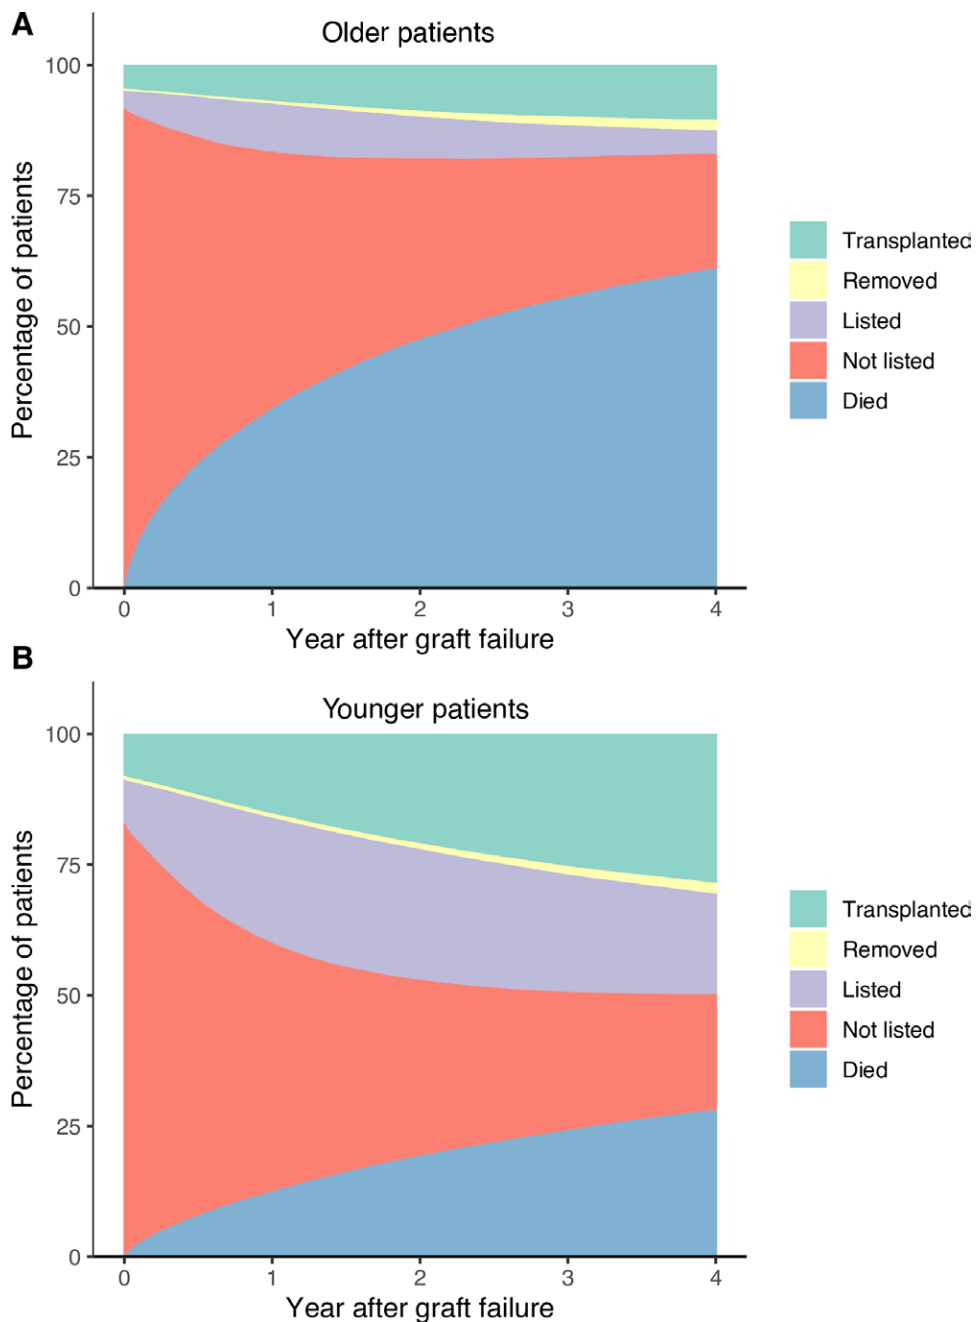 A
Older patients
Percentage of patients
100
75
50
25
0
0 1 2 3 4
Year after graft failure
Transplanted
Removed
Listed
Not listed
Died
B
Younger patients
Percentage of patients
100
75
50
25
0
0 1 2 3 4
Year after graft failure
Transplanted
Removed
Listed
Not listed
Died